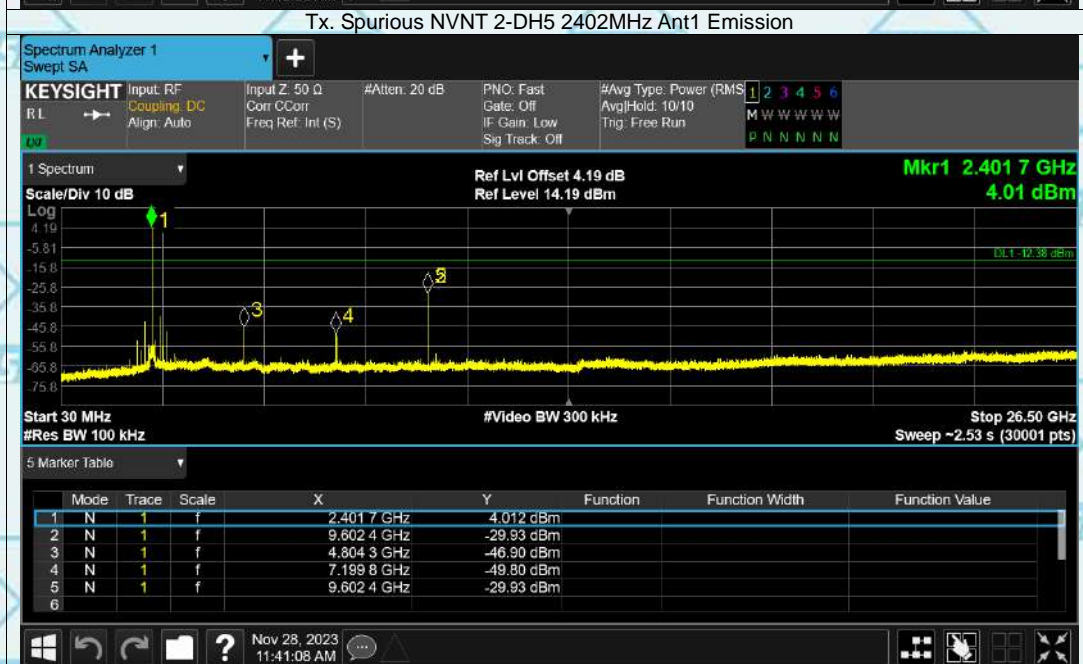 Tx. Spurious NVNT 2-DH5 2402MHz Ant1 Emission
Spectrum Analyzer 1
Swept SA
+
KEYSIGHT Input: RF Input Z: 50 Ω #Atten: 20 dB PNO: Fast #Avg Type: Power (RMS 1 2 3 4 5 6
RL Coupling: DC Corr CCorr Gate: Off Avg|Hold: 10/10 M W W W W W
Align: Auto Freq Ref: Int (S) IF Gain: Low Trig: Free Run
Sig Track: Off P N N N N N
LXI
1 Spectrum Ref Lvl Offset 4.19 dB Mkr1 2.401 7 GHz
Scale/Div 10 dB Ref Level 14.19 dBm 4.01 dBm
Log
1
4.19
-5.81
DL1 -12.38 dBm
-15.8
-25.8
-35.8
3
4
-45.8
-55.8
-65.8
-75.8
Start 30 MHz #Video BW 300 kHz Stop 26.50 GHz
#Res BW 100 kHz Sweep ~2.53 s (30001 pts)
5 Marker Table
Mode Trace Scale X Y Function Function Width Function Value
1 N 1 f 2.401 7 GHz 4.012 dBm
2 N 1 f 9.602 4 GHz -29.93 dBm
3 N 1 f 4.804 3 GHz -46.90 dBm
4 N 1 f 7.199 8 GHz -49.80 dBm
5 N 1 f 9.602 4 GHz -29.93 dBm
6
? Nov 28, 2023
11:41:08 AM